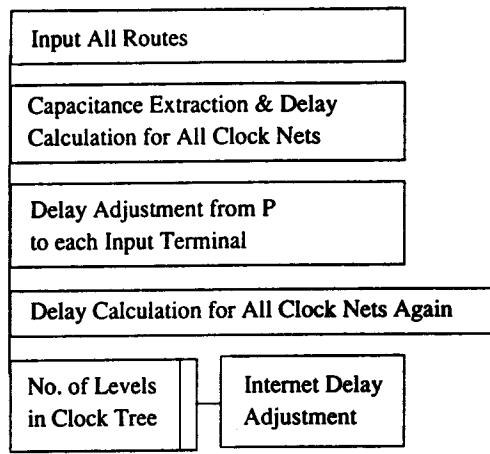 Input All Routes
Capacitance Extraction & Delay
Calculation for All Clock Nets
Delay Adjustment from P
to each Input Terminal
Delay Calculation for All Clock Nets Again
No. of Levels
in Clock Tree
Internet Delay
Adjustment